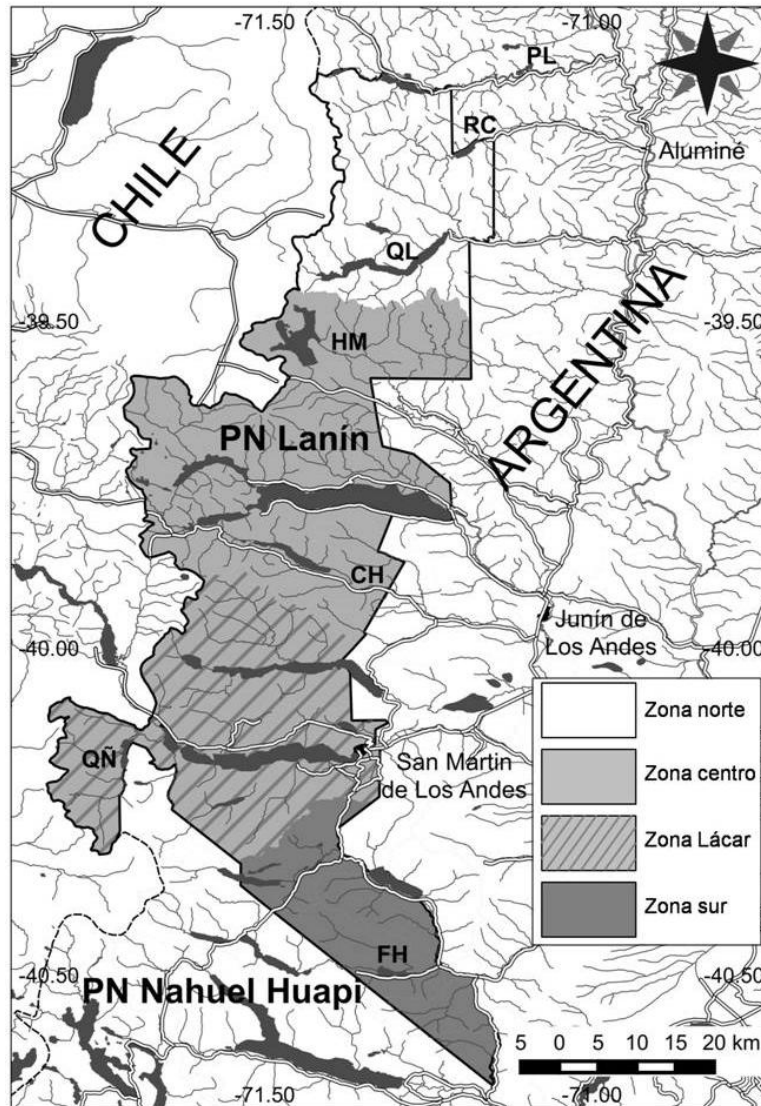 -71.50
-71.00
PL
RC
Aluminé
CHILE
QL
-39.50
-39.50
HM
ARGENTINA
PN Lanín
CH
Junín de
Los Andes
-40.00
-40.00
Zona norte
QÑ
San Martin
de Los Andes
Zona centro
Zona Lácar
Zona sur
FH
-40.50
PN Nahuel Huapi
-40.50
5 0 5 10 20 km
-71.50
-71.00